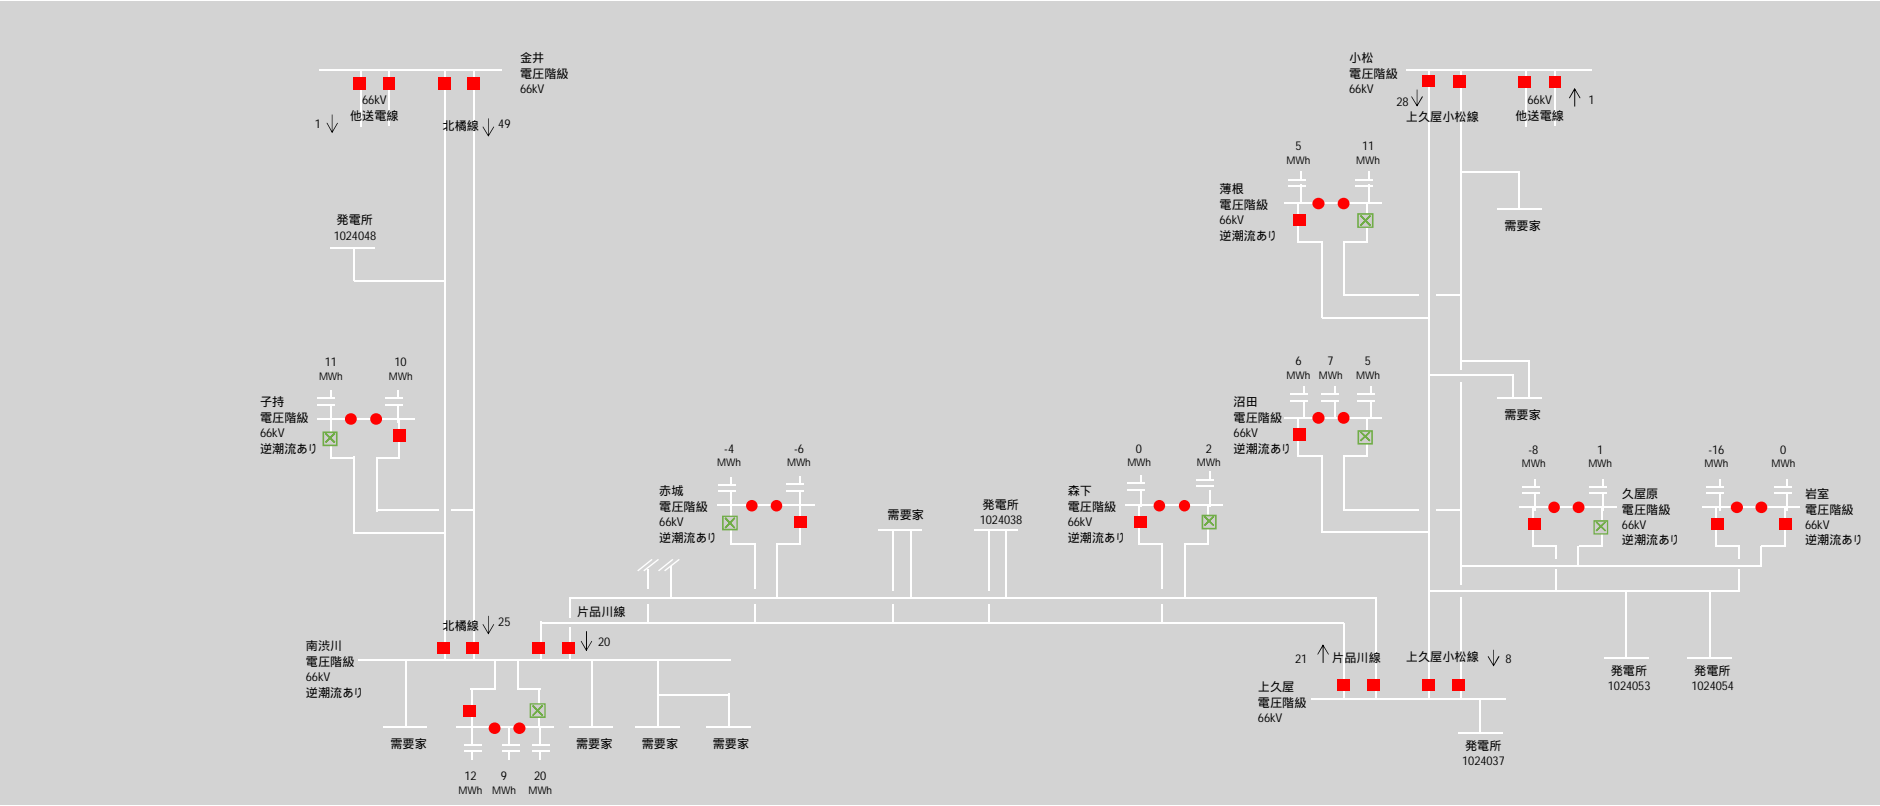 金井
電圧階級
66kV
66kV
他送電線
1
北橘線
49
発電所
1024048
11
MWh
10
MWh
子持
電圧階級
66kV
逆潮流あり
北橘線
25
南渋川
電圧階級
66kV
逆潮流あり
片品川線
20
需要家
12
MWh
9
MWh
20
MWh
需要家
需要家
需要家
-4
MWh
-6
MWh
赤城
電圧階級
66kV
逆潮流あり
需要家
発電所
1024038
0
MWh
2
MWh
森下
電圧階級
66kV
逆潮流あり
小松
電圧階級
66kV
28
上久屋小松線
66kV
他送電線
1
5
MWh
11
MWh
薄根
電圧階級
66kV
逆潮流あり
需要家
6
MWh
7
MWh
5
MWh
沼田
電圧階級
66kV
逆潮流あり
需要家
-8
MWh
1
MWh
久屋原
電圧階級
66kV
逆潮流あり
-16
MWh
0
MWh
岩室
電圧階級
66kV
逆潮流あり
21
片品川線
上久屋小松線
8
上久屋
電圧階級
66kV
発電所
1024053
発電所
1024054
発電所
1024037